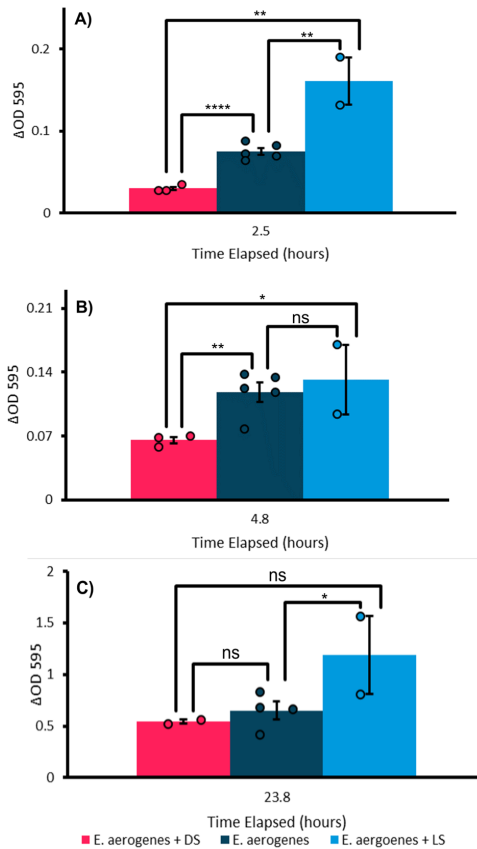 A)
**
**
****
0.2
0.1
0
ΔOD 595
2.5
Time Elapsed (hours)
B)
*
ns
**
0.21
0.14
0.07
0
ΔOD 595
4.8
Time Elapsed (hours)
C)
ns
*
ns
2
1.5
1
0.5
0
ΔOD 595
23.8
Time Elapsed (hours)
E. aerogenes + DS E. aerogenes E. aergoenes + LS